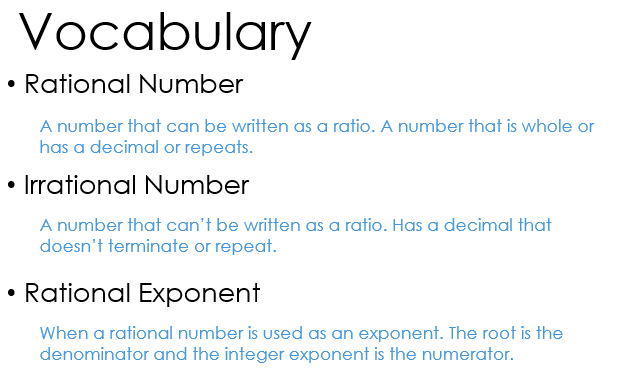 Vocabulary
• Rational Number
A number that can be written as a ratio. A number that is whole or
has a decimal or repeats.
• Irrational Number
A number that can't be written as a ratio. Has a decimal that
doesn't terminate or repeat.
• Rational Exponent
When a rational number is used as an exponent. The root is the
denominator and the integer exponent is the numerator.